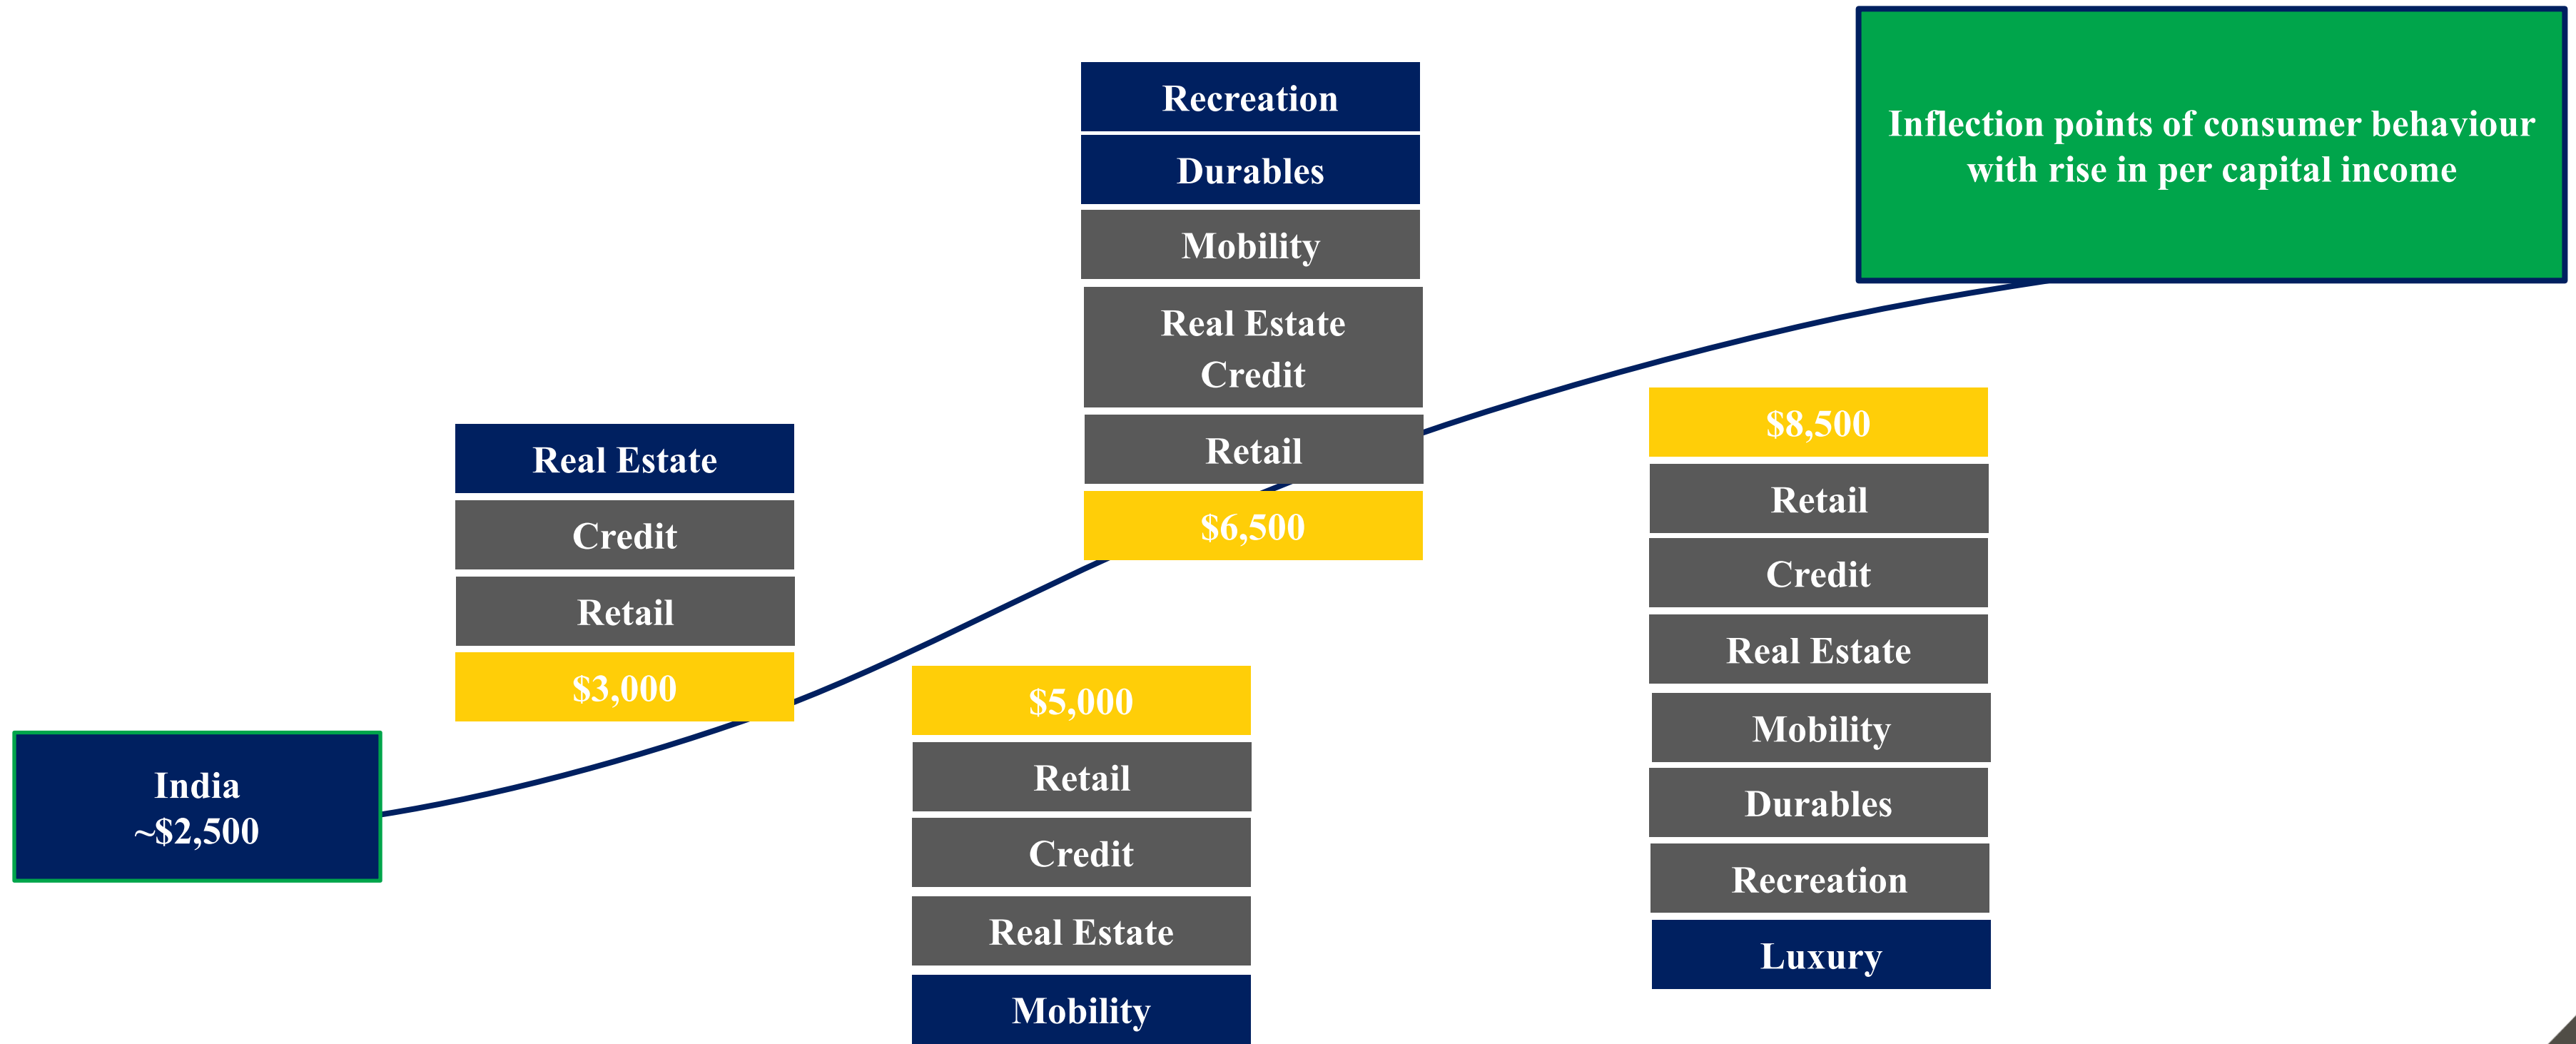 Inflection points of consumer behaviour
with rise in per capital income
India
~$2,500
Real Estate
Credit
Retail
$3,000
$5,000
Retail
Credit
Real Estate
Mobility
Recreation
Durables
Mobility
Real Estate
Credit
Retail
$6,500
$8,500
Retail
Credit
Real Estate
Mobility
Durables
Recreation
Luxury